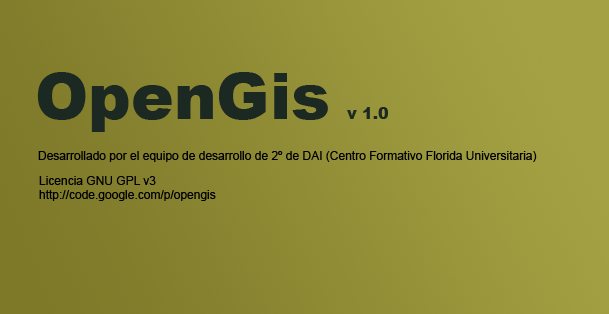 OpenGis v 1.0
Desarrollado por el equipo de desarrollo de 2º de DAI (Centro Formativo Florida Universitaria)
Licencia GNU GPL v3
http://code.google.com/p/opengis